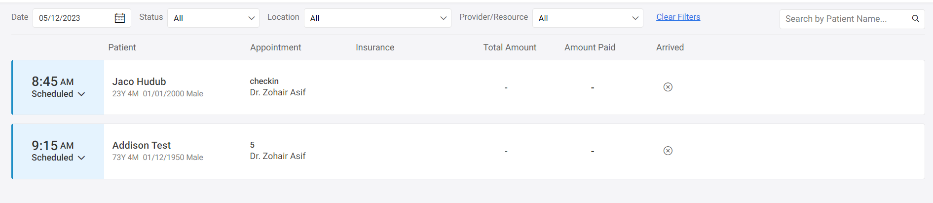 Date 05/12/2023 Status All Location All Provider/Resource All Clear Filters Search by Patient Name...
Patient Appointment Insurance Total Amount Amount Paid Arrived
8:45 AM
Scheduled
Jaco Hudub
23Y 4M 01/01/2000 Male
checkin
Dr. Zohair Asif
- -
9:15 AM
Scheduled
Addison Test
73Y 4M 01/12/1950 Male
5
Dr. Zohair Asif
- -